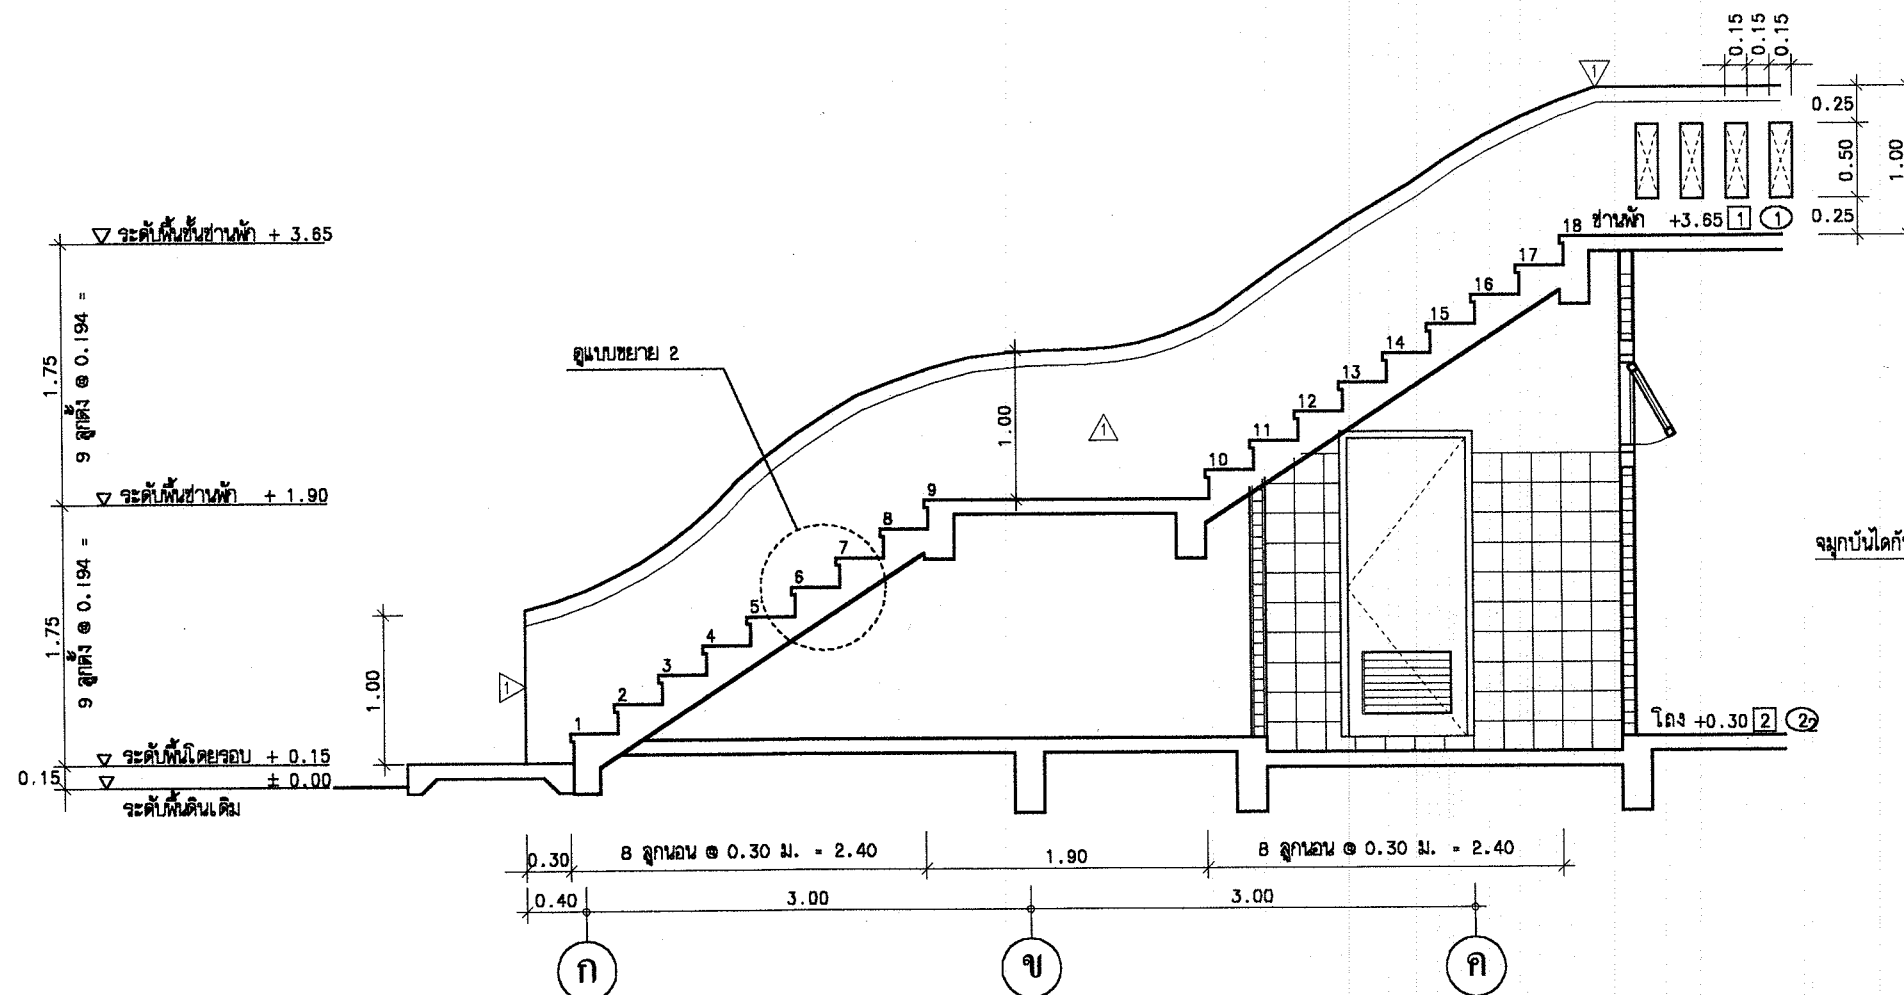 0.15 0.15 0.15
1
0.25
0.50
1.00
0.25
ชานพัก +3.65 1 1
ระดับพื้นชั้นชานพัก + 3.65
1.75
9 ลูกตั้ง @ 0.194 =
ดูแบบขยาย 2
1.00
1
ระดับพื้นชานพัก + 1.90
1.75
9 ลูกตั้ง @ 0.194 =
1.00
1
1
2
3
4
5
6
7
8
9
10
11
12
13
14
15
16
17
18
โถง +0.30 2 22
ระดับพื้นโดยรอบ + 0.15
0.15
± 0.00
ระดับพื้นดินเดิม
0.30 8 ลูกนอน @ 0.30 ม. = 2.40 1.90 8 ลูกนอน @ 0.30 ม. = 2.40
0.40 3.00 3.00
ก ข ค